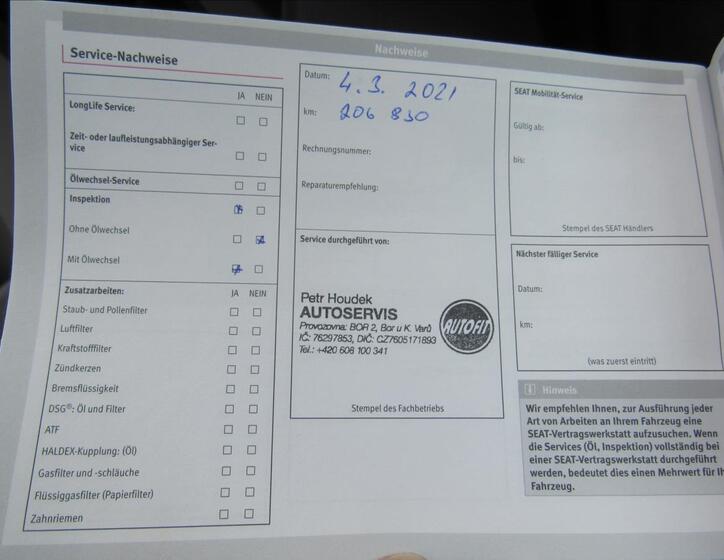 Nachweise
Service-Nachweise
JA NEIN
LongLife Service:
Zeit- oder laufleistungsabhängiger Ser-
vice
Ölwechsel-Service
Inspektion
Ohne Ölwechsel
Mit Ölwechsel
Zusatzarbeiten: JA NEIN
Staub- und Pollenfilter
Luftfilter
Kraftstofffilter
Zündkerzen
Bremsflüssigkeit
DSG®: Öl und Filter
ATF
HALDEX-Kupplung: (Öl)
Gasfilter und -schläuche
Flüssiggasfilter (Papierfilter)
Zahnriemen
Datum: 4. 3. 2021
km: 206 830
Rechnungsnummer:
Reparaturempfehlung:
Service durchgeführt von:
Petr Houdek
AUTOSERVIS
Provozovna: BOR 2, Bor u K. Varů
IČ: 76297853, DIČ: CZ7605171893
Tel.: +420 608 100 341
AUTOFIT
Stempel des Fachbetriebs
SEAT Mobilität-Service
Gültig ab:
bis:
Stempel des SEAT Händlers
Nächster fälliger Service
Datum:
km:
(was zuerst eintritt)
Hinweis
Wir empfehlen Ihnen, zur Ausführung jeder
Art von Arbeiten an Ihrem Fahrzeug eine
SEAT-Vertragswerkstatt aufzusuchen. Wenn
die Services (Öl, Inspektion) vollständig bei
einer SEAT-Vertragswerkstatt durchgeführt
werden, bedeutet dies einen Mehrwert für Ih
Fahrzeug.